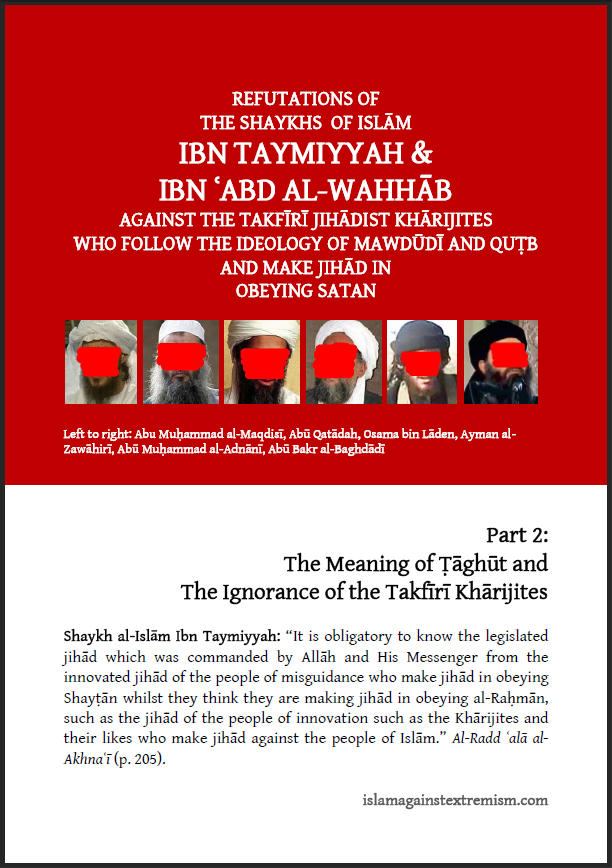 REFUTATIONS OF
THE SHAYKHS OF ISLĀM
IBN TAYMIYYAH &
IBN ʿABD AL-WAHHĀB
AGAINST THE TAKFĪRĪ JIHĀDIST KHĀRIJITES
WHO FOLLOW THE IDEOLOGY OF MAWDŪDĪ AND QUṬB
AND MAKE JIHĀD IN
OBEYING SATAN
Left to right: Abu Muḥammad al-Maqdisī, Abū Qatādah, Osama bin Lāden, Ayman al-
Zawāhirī, Abū Muḥammad al-Adnānī, Abū Bakr al-Baghdādī
Part 2:
The Meaning of Ṭāghūt and
The Ignorance of the Takfīrī Khārijites
Shaykh al-Islām Ibn Taymiyyah: “It is obligatory to know the legislated
jihād which was commanded by Allāh and His Messenger from the
innovated jihād of the people of misguidance who make jihād in obeying
Shayṭān whilst they think they are making jihād in obeying al-Raḥmān,
such as the jihād of the people of innovation such as the Khārijites and
their likes who make jihād against the people of Islām.” Al-Radd ʿalā al-
Akhnaʾī (p. 205).
islamagainstextremism.com